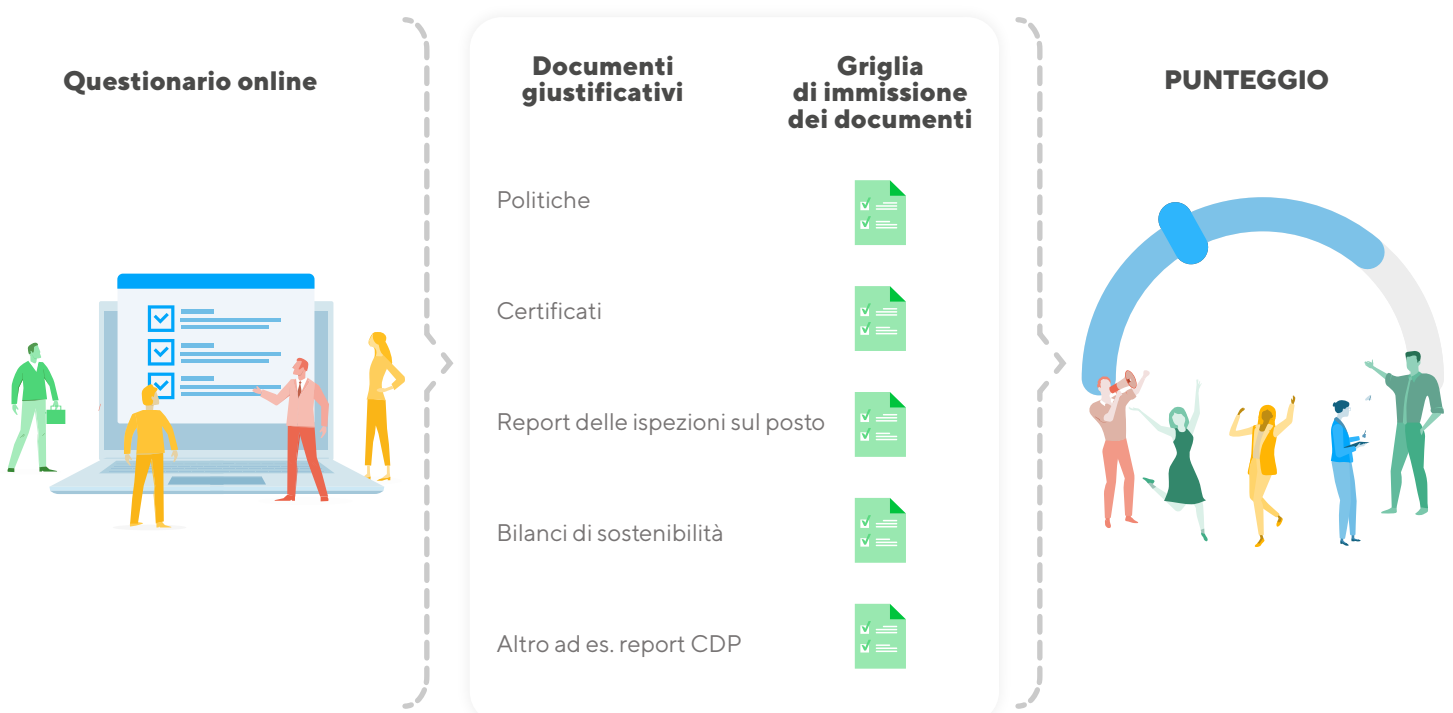 Questionario online
Documenti
giustificativi
Griglia
di immissione
dei documenti
Politiche
Certificati
Report delle ispezioni sul posto
Bilanci di sostenibilità
Altro ad es. report CDP
PUNTEGGIO